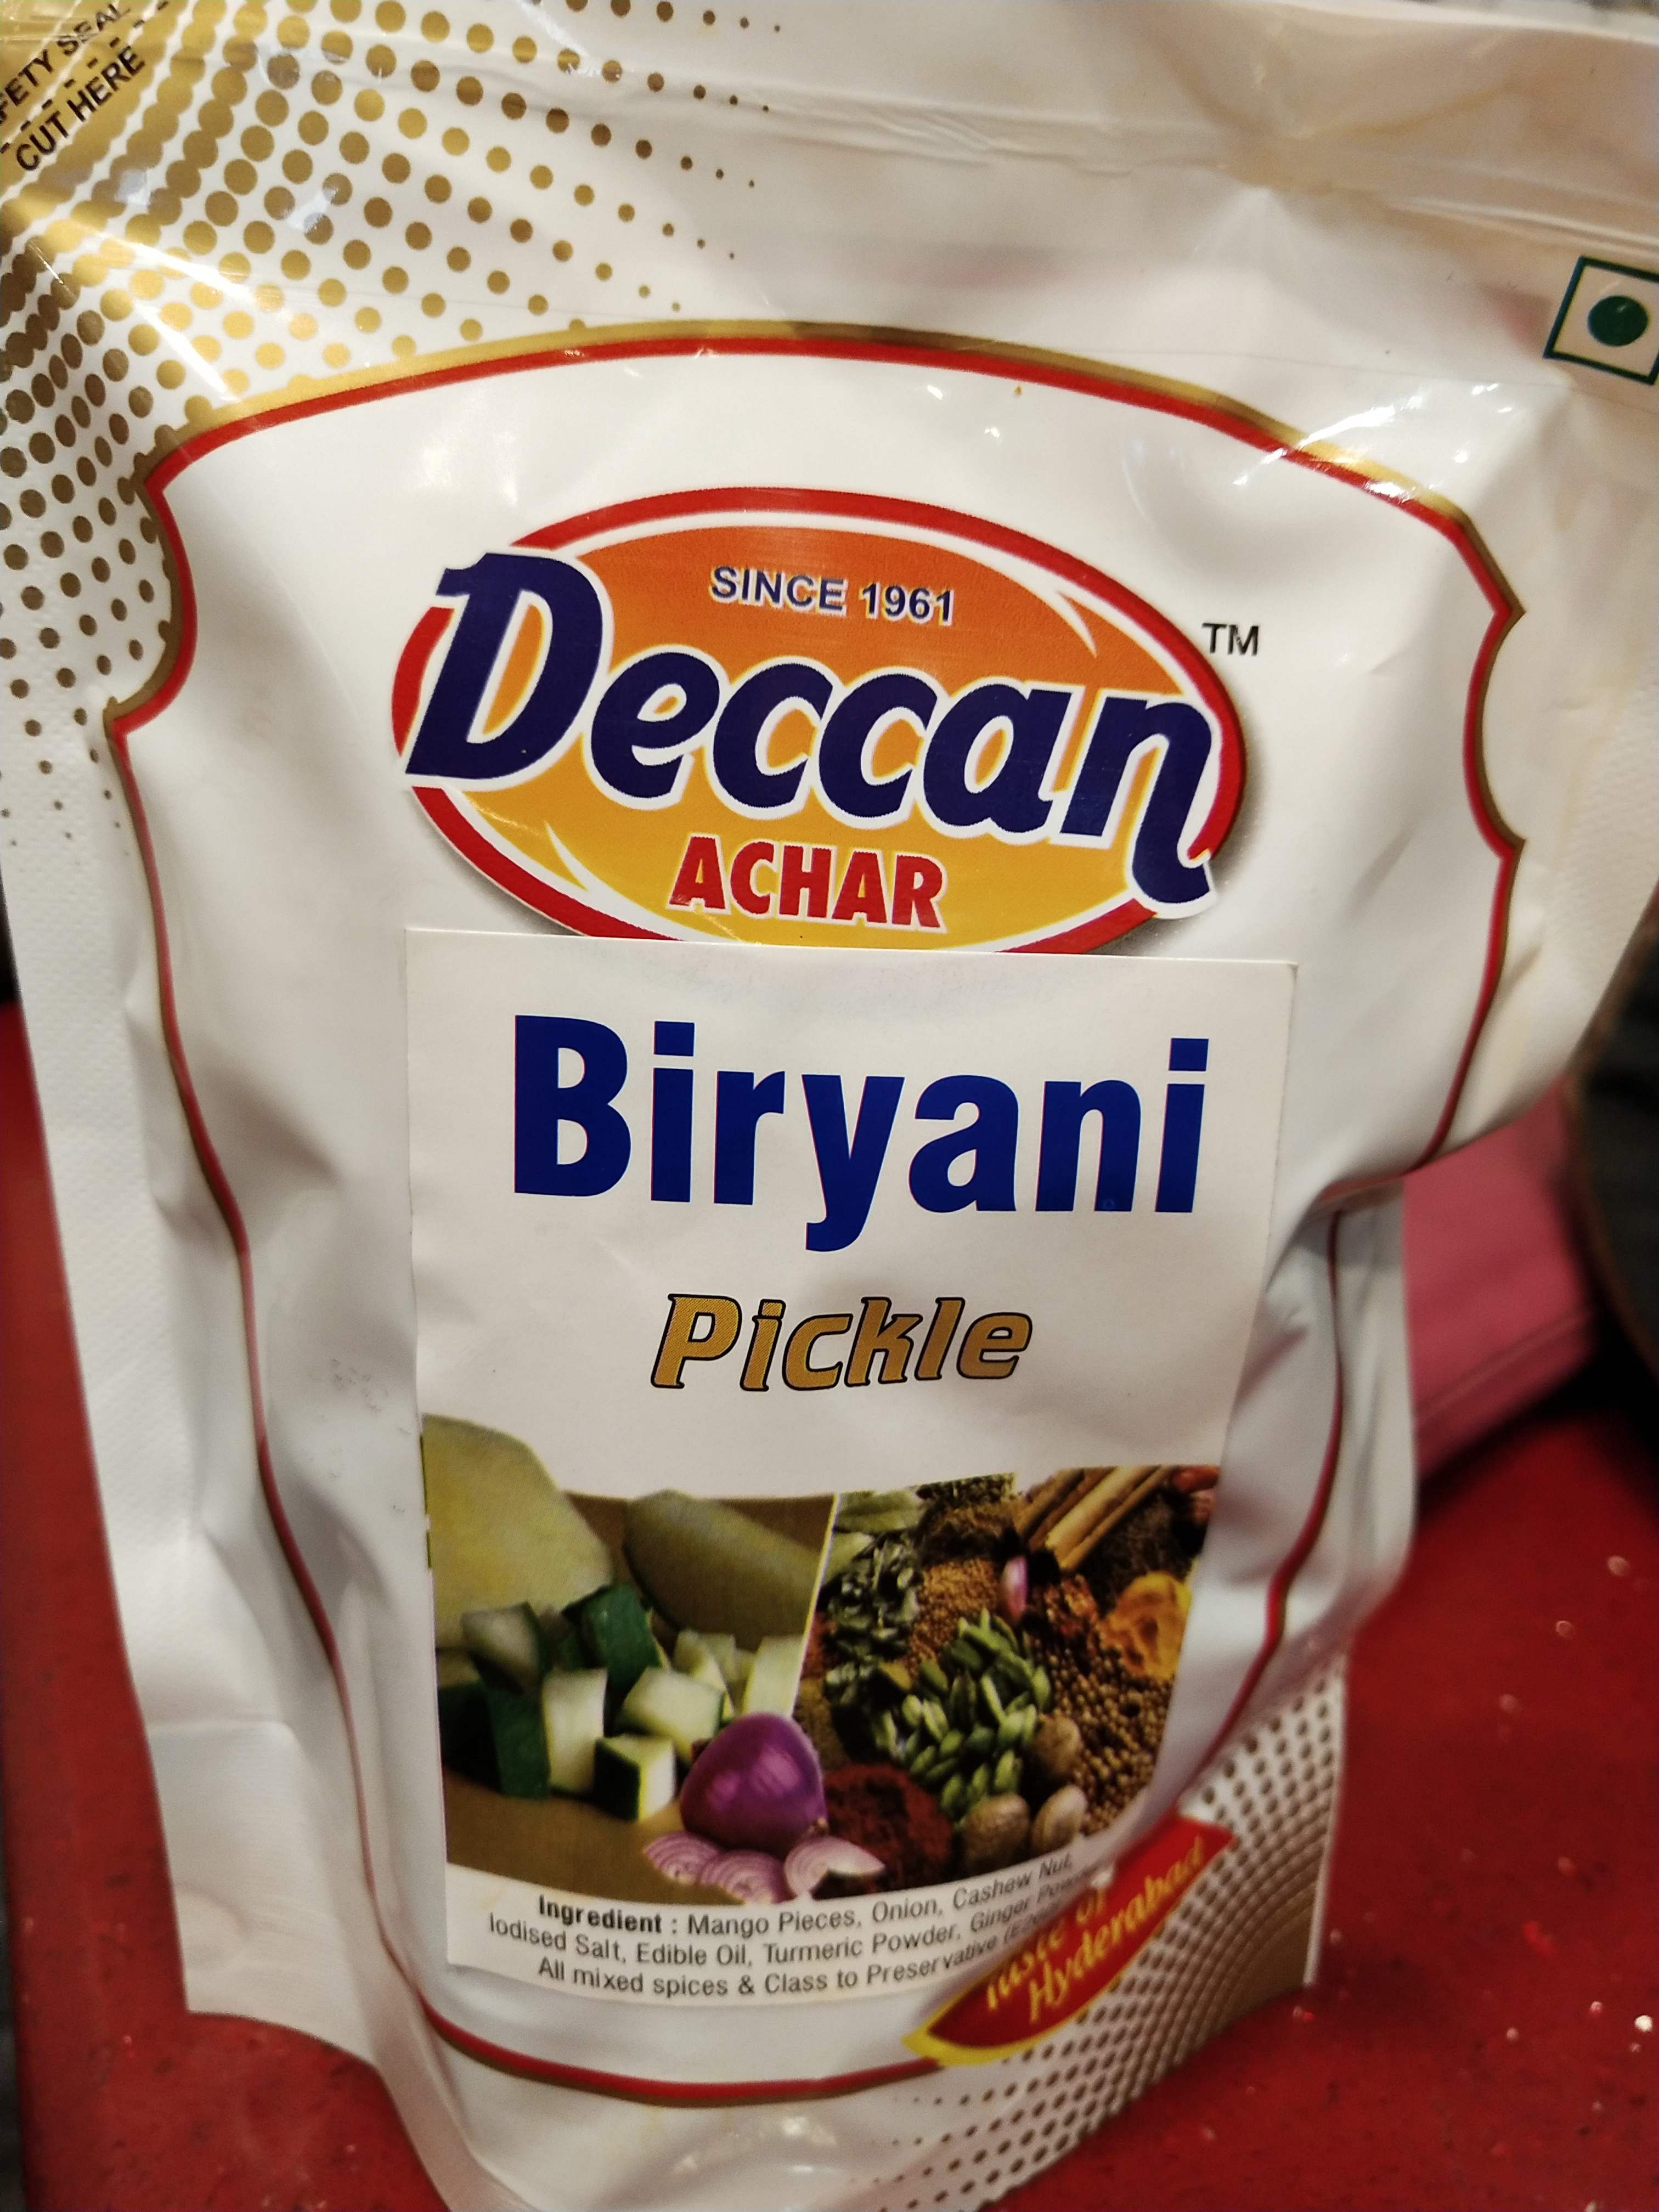 SAFETY SEAL
CUT HERE
SINCE 1961
Deccan
TM
ACHAR
Biryani
Pickle
Ingredient : Mango Pieces, Onion, Cashew Nut,
Iodised Salt, Edible Oil, Turmeric Powder, Ginger Powder
All mixed spices & Class to Preservative
Taste of
Hyderabad